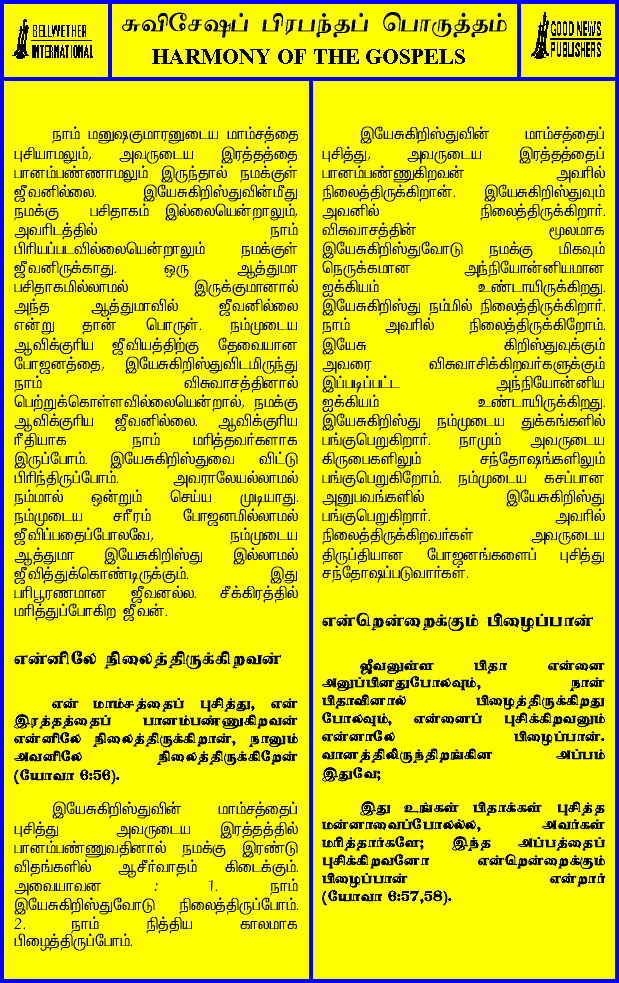 BELLWETHER
INTERNATIONAL
சுவிசேஷப் பிரபந்தப் பொருத்தம்
HARMONY OF THE GOSPELS
GOOD NEWS
PUBLISHERS
நாம் மனுஷகுமாரனுடைய மாம்சத்தை
புசியாமலும், அவருடைய இரத்தத்தை
பானம்பண்ணாமலும் இருந்தால் நமக்குள்
ஜீவனில்லை. இயேசுகிறிஸ்துவின்மீது
நமக்கு பசிதாகம் இல்லையென்றாலும்,
அவரிடத்தில் நாம்
பிரியப்படவில்லையென்றாலும் நமக்குள்
ஜீவனிருக்காது. ஒரு ஆத்துமா
பசிதாகமில்லாமல் இருக்குமானால்
அந்த ஆத்துமாவில் ஜீவனில்லை
என்று தான் பொருள். நம்முடைய
ஆவிக்குரிய ஜீவியத்திற்கு தேவையான
போஜனத்தை, இயேசுகிறிஸ்துவிடமிருந்து
நாம் விசுவாசத்தினால்
பெற்றுக்கொள்ளவில்லையென்றால், நமக்கு
ஆவிக்குரிய ஜீவனில்லை. ஆவிக்குரிய
ரீதியாக நாம் மரித்தவர்களாக
இருப்போம். இயேசுகிறிஸ்துவை விட்டு
பிரிந்திருப்போம். அவராலேயல்லாமல்
நம்மால் ஒன்றும் செய்ய முடியாது.
நம்முடைய சரீரம் போஜனமில்லாமல்
ஜீவிப்பதைப்போலவே, நம்முடைய
ஆத்துமா இயேசுகிறிஸ்து இல்லாமல்
ஜீவித்துக்கொண்டிருக்கும். இது
பரிபூரணமான ஜீவனல்ல. சீக்கிரத்தில்
மரித்துப்போகிற ஜீவன்.
என்னிலே நிலைத்திருக்கிறவன்
என் மாம்சத்தைப் புசித்து, என்
இரத்தத்தைப் பானம்பண்ணுகிறவன்
என்னிலே நிலைத்திருக்கிறான், நானும்
அவனிலே நிலைத்திருக்கிறேன்
(யோவா 6:56).
இயேசுகிறிஸ்துவின் மாம்சத்தைப்
புசித்து அவருடைய இரத்தத்தில்
பானம்பண்ணுவதினால் நமக்கு இரண்டு
விதங்களில் ஆசீர்வாதம் கிடைக்கும்.
அவையாவன : 1. நாம்
இயேசுகிறிஸ்துவோடு நிலைத்திருப்போம்.
2. நாம் நித்திய காலமாக
பிழைத்திருப்போம்.
இயேசுகிறிஸ்துவின் மாம்சத்தைப்
புசித்து, அவருடைய இரத்தத்தைப்
பானம்பண்ணுகிறவன் அவரில்
நிலைத்திருக்கிறான். இயேசுகிறிஸ்துவும்
அவனில் நிலைத்திருக்கிறார்.
விசுவாசத்தின் மூலமாக
இயேசுகிறிஸ்துவோடு நமக்கு மிகவும்
நெருக்கமான அந்நியோன்னியமான
ஐக்கியம் உண்டாயிருக்கிறது.
இயேசுகிறிஸ்து நம்மில் நிலைத்திருக்கிறார்.
நாம் அவரில் நிலைத்திருக்கிறோம்.
இயேசு கிறிஸ்துவுக்கும்
அவரை விசுவாசிக்கிறவர்களுக்கும்
இப்படிப்பட்ட அந்நியோன்னிய
ஐக்கியம் உண்டாயிருக்கிறது.
இயேசுகிறிஸ்து நம்முடைய துக்கங்களில்
பங்குபெறுகிறார். நாமும் அவருடைய
கிருபைகளிலும் சந்தோஷங்களிலும்
பங்குபெறுகிறோம். நம்முடைய கசப்பான
அனுபவங்களில் இயேசுகிறிஸ்து
பங்குபெறுகிறார். அவரில்
நிலைத்திருக்கிறவர்கள் அவருடைய
திருப்தியான போஜனங்களைப் புசித்து
சந்தோஷப்படுவார்கள்.
என்றென்றைக்கும் பிழைப்பான்
ஜீவனுள்ள பிதா என்னை
அனுப்பினதுபோலவும், நான்
பிதாவினால் பிழைத்திருக்கிறது
போலவும், என்னைப் புசிக்கிறவனும்
என்னாலே பிழைப்பான்.
வானத்திலிருந்திறங்கின அப்பம்
இதுவே;
இது உங்கள் பிதாக்கள் புசித்த
மன்னாவைப்போலல்ல, அவர்கள்
மரித்தார்களே; இந்த அப்பத்தைப்
புசிக்கிறவனோ என்றென்றைக்கும்
பிழைப்பான் என்றார்
(யோவா 6:57,58).